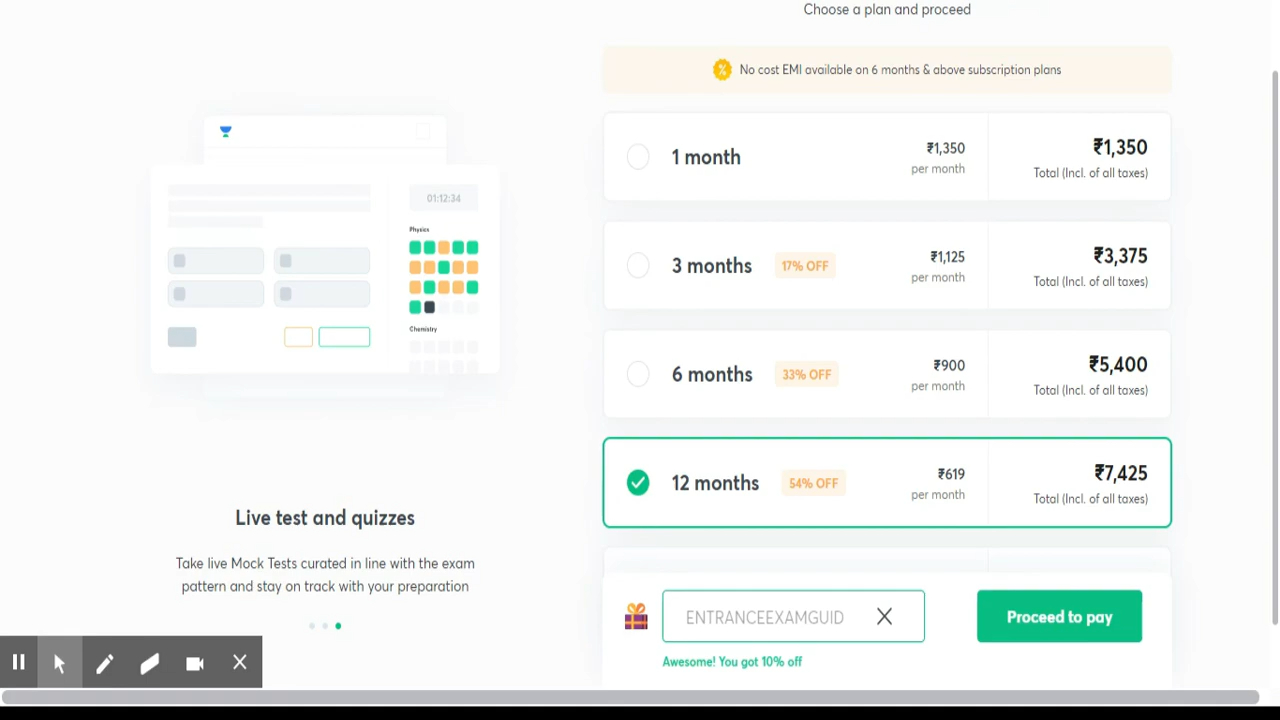 Choose a plan and proceed
No cost EMI available on 6 months & above subscription plans
1 month
₹1,350
per month
₹1,350
Total (Incl. of all taxes)
3 months
17% OFF
₹1,125
per month
₹3,375
Total (Incl. of all taxes)
6 months
33% OFF
₹900
per month
₹5,400
Total (Incl. of all taxes)
12 months
54% OFF
₹619
per month
₹7,425
Total (Incl. of all taxes)
01:12:34
Physics
Chemistry
Live test and quizzes
Take live Mock Tests curated in line with the exam
pattern and stay on track with your preparation
ENTRANCEEXAMGUID
Proceed to pay
Awesome! You got 10% off